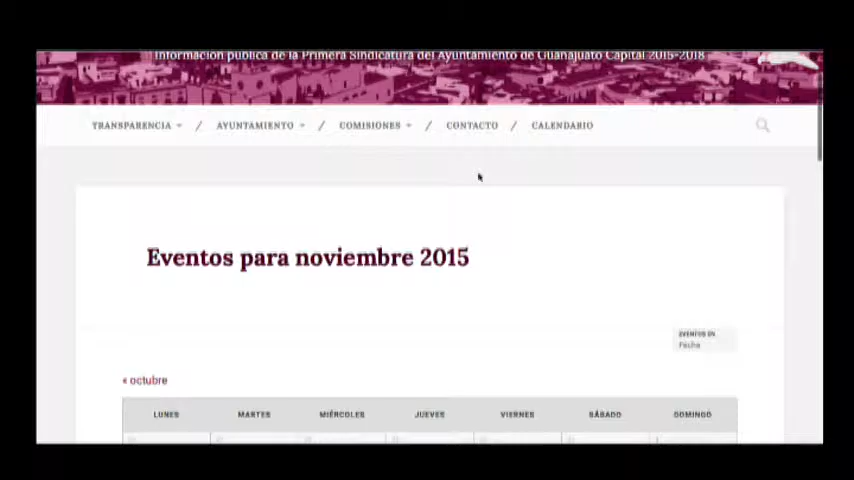 Información pública de la Primera Sindicatura del Ayuntamiento de Guanajuato Capital 2015-2018
TRANSPARENCIA / AYUNTAMIENTO / COMISIONES / CONTACTO / CALENDARIO
Eventos para noviembre 2015
EVENTOS EN
Fecha
« octubre
LUNES MARTES MIÉRCOLES JUEVES VIERNES SÁBADO DOMINGO